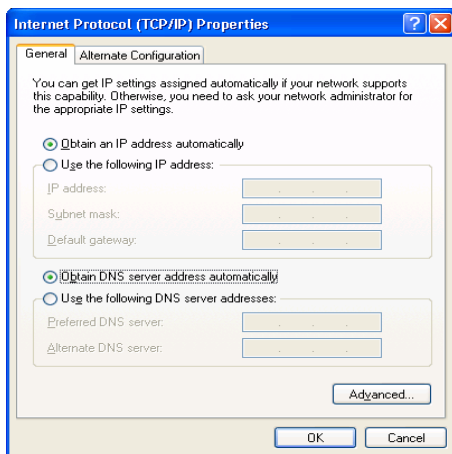 Internet Protocol (TCP/IP) Properties
General
Alternate Configuration
You can get IP settings assigned automatically if your network supports
this capability. Otherwise, you need to ask your network administrator for
the appropriate IP settings.
Obtain an IP address automatically
Use the following IP address:
IP address:
Subnet mask:
Default gateway:
Obtain DNS server address automatically
Use the following DNS server addresses:
Preferred DNS server:
Alternate DNS server:
Advanced...
OK
Cancel